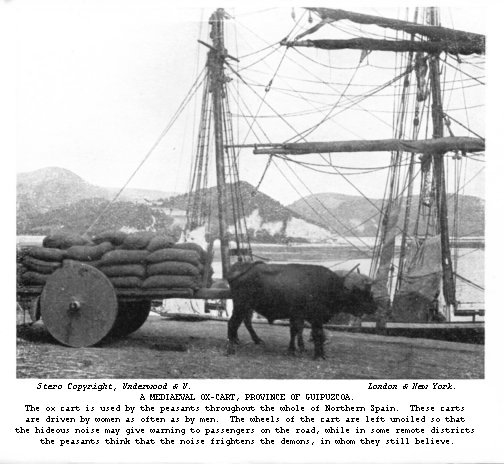 Stero Copyright, Underwood & U. London & New York.
A MEDIAEVAL OX-CART, PROVINCE OF GUIPUZCOA.
The ox cart is used by the peasants throughout the whole of Northern Spain. These carts
are driven by women as often as by men. The wheels of the cart are left unoiled so that
the hideous noise may give warning to passengers on the road, while in some remote districts
the peasants think that the noise frightens the demons, in whom they still believe.